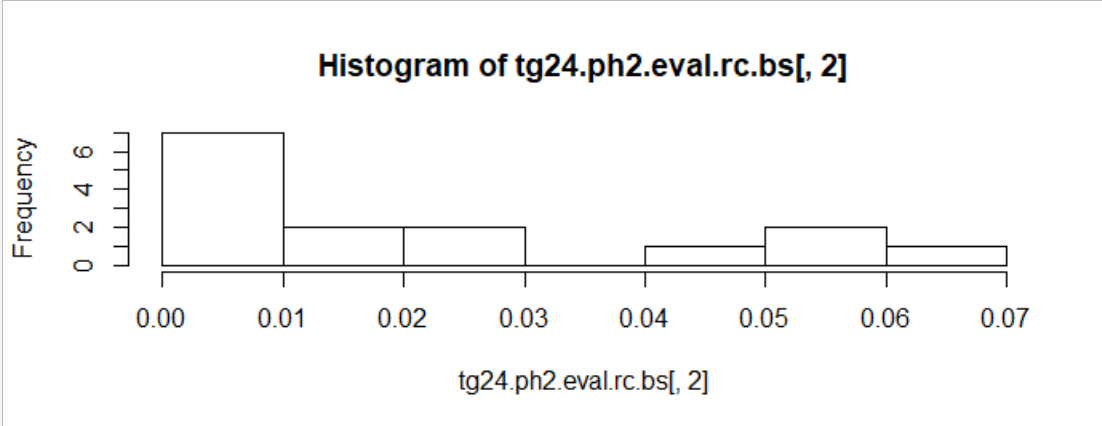 Histogram of tg24.ph2.eval.rc.bs[, 2]
Frequency
6
4
2
0
0.00 0.01 0.02 0.03 0.04 0.05 0.06 0.07
tg24.ph2.eval.rc.bs[, 2]